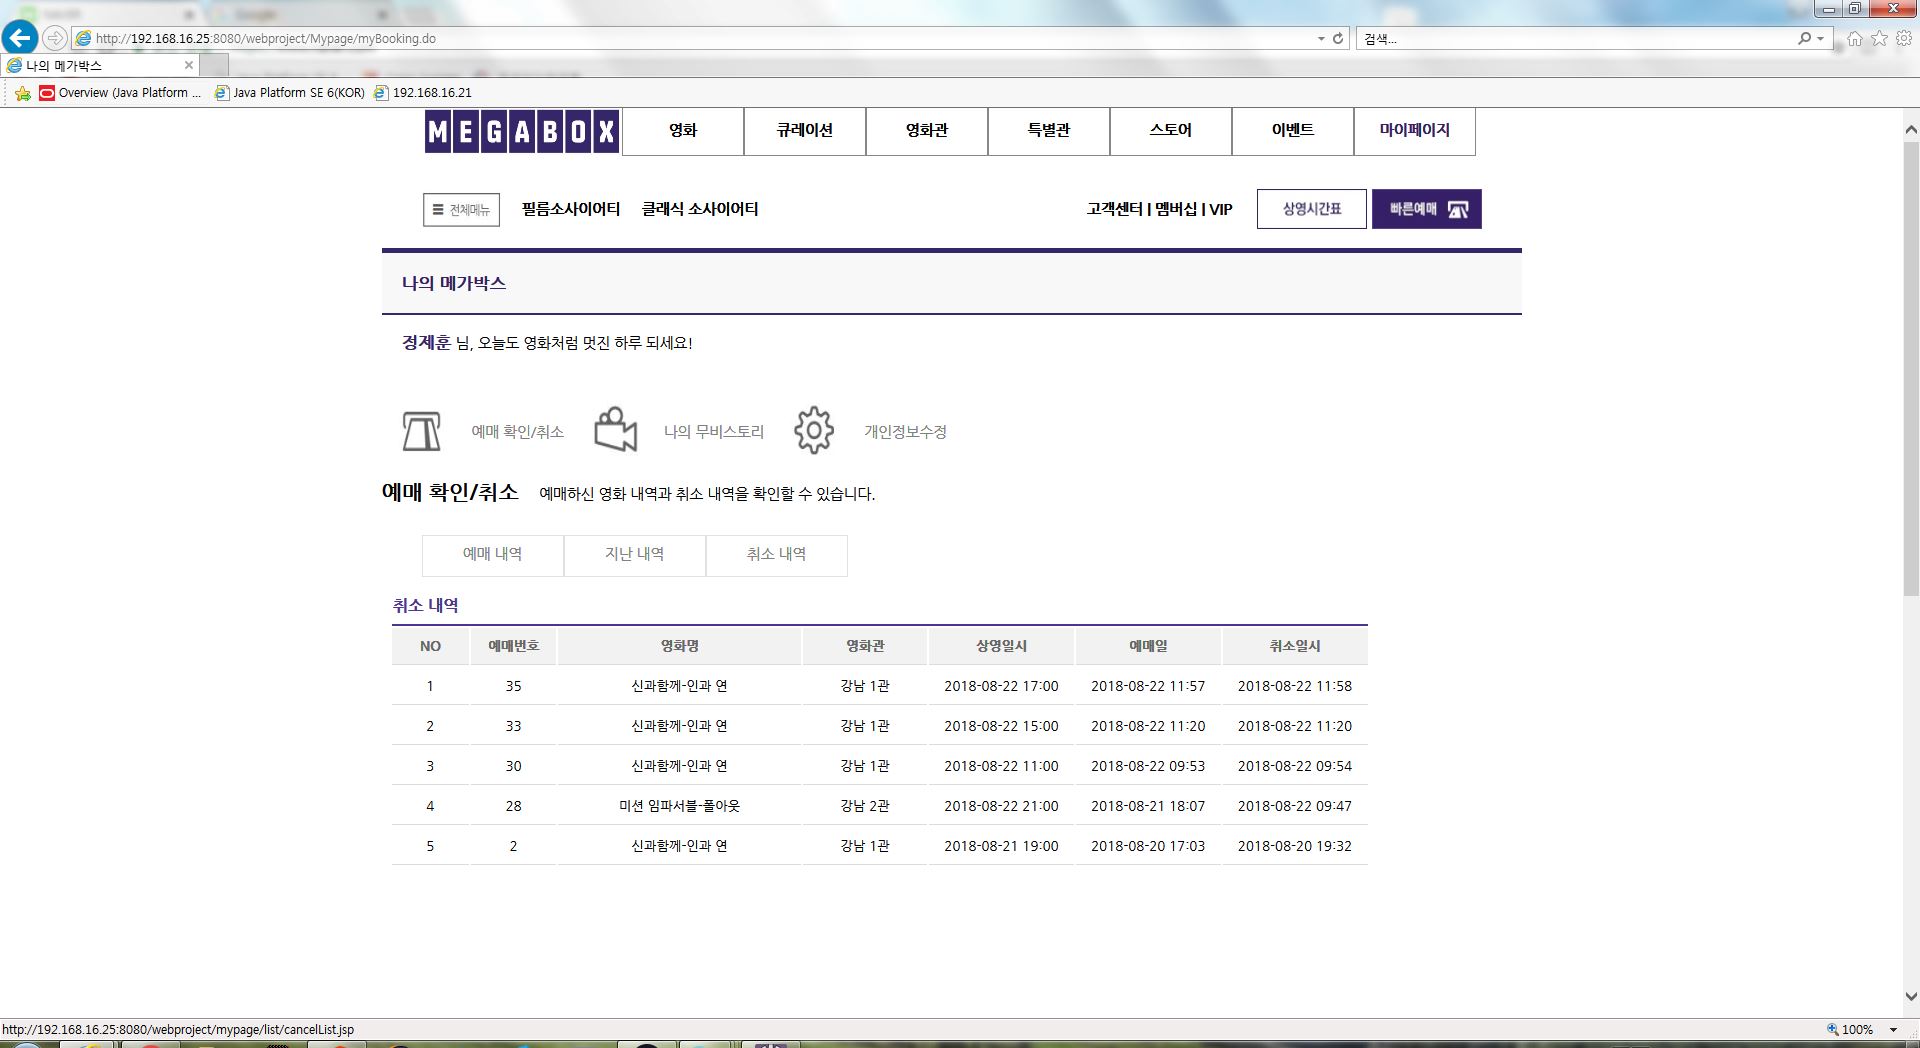 http://192.168.16.25:8080/webproject/Mypage/myBooking.do
검색...
나의 메가박스
Overview (Java Platform ...
Java Platform SE 6(KOR)
192.168.16.21
MEGABOX
영화
큐레이션
영화관
특별관
스토어
이벤트
마이페이지
전체메뉴
필름소사이어티
클래식 소사이어티
고객센터 | 멤버십 | VIP
상영시간표
빠른예매
나의 메가박스
정제훈 님, 오늘도 영화처럼 멋진 하루 되세요!
예매 확인/취소
나의 무비스토리
개인정보수정
예매 확인/취소 예매하신 영화 내역과 취소 내역을 확인할 수 있습니다.
예매 내역
지난 내역
취소 내역
취소 내역
NO 예매번호 영화명 영화관 상영일시 예매일 취소일시
1 35 신과함께-인과 연 강남 1관 2018-08-22 17:00 2018-08-22 11:57 2018-08-22 11:58
2 33 신과함께-인과 연 강남 1관 2018-08-22 15:00 2018-08-22 11:20 2018-08-22 11:20
3 30 신과함께-인과 연 강남 1관 2018-08-22 11:00 2018-08-22 09:53 2018-08-22 09:54
4 28 미션 임파서블-폴아웃 강남 2관 2018-08-22 21:00 2018-08-21 18:07 2018-08-22 09:47
5 2 신과함께-인과 연 강남 1관 2018-08-21 19:00 2018-08-20 17:03 2018-08-20 19:32
http://192.168.16.25:8080/webproject/mypage/list/cancelList.jsp
100%